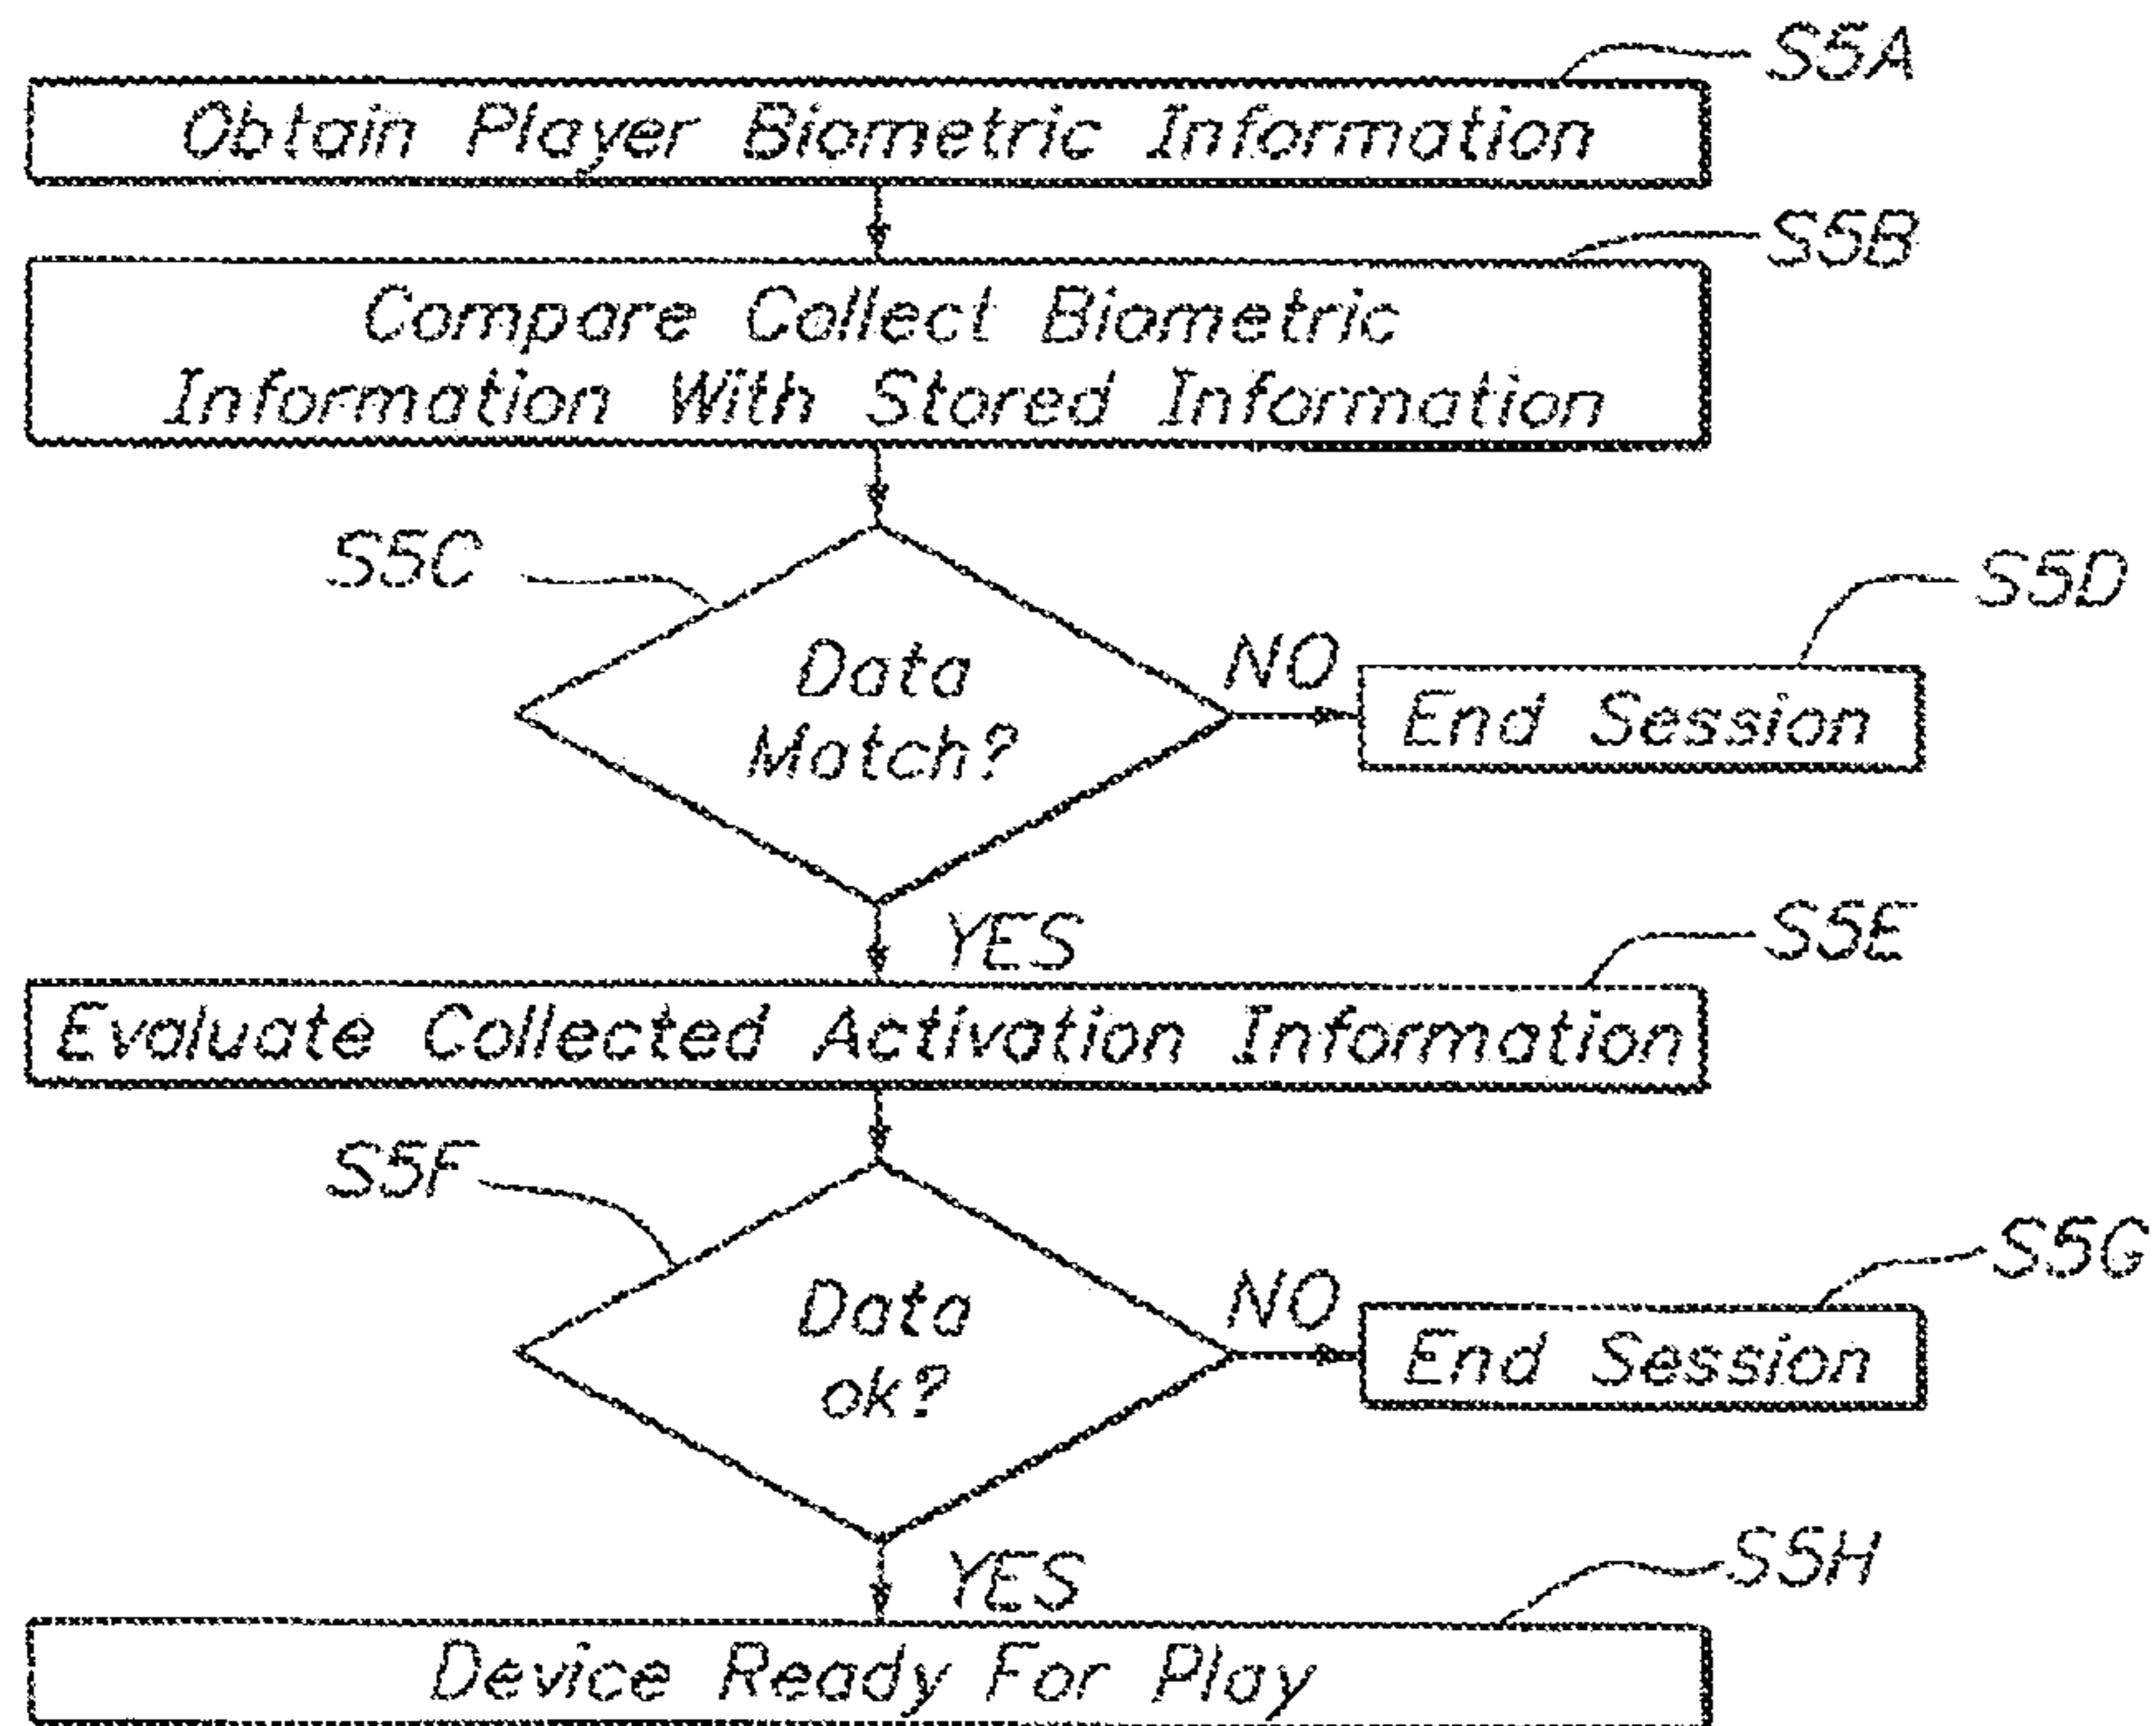 S5A
Obtain Player Biometric Information
S5B
Compare Collect Biometric
Information With Stored Information
S5C
Data
Match?
NO
S5D
End Session
YES
S5E
Evaluate Collected Activation Information
S5F
Data
ok?
NO
S5G
End Session
YES
S5H
Device Ready For Play